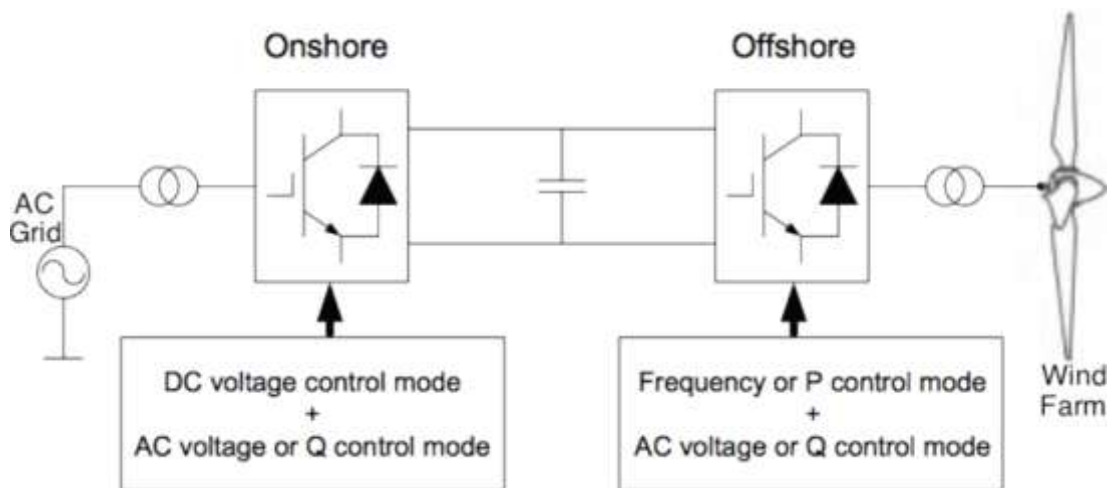 Onshore
Offshore
AC
Grid
DC voltage control mode
+
AC voltage or Q control mode
Frequency or P control mode
+
AC voltage or Q control mode
Wind
Farm